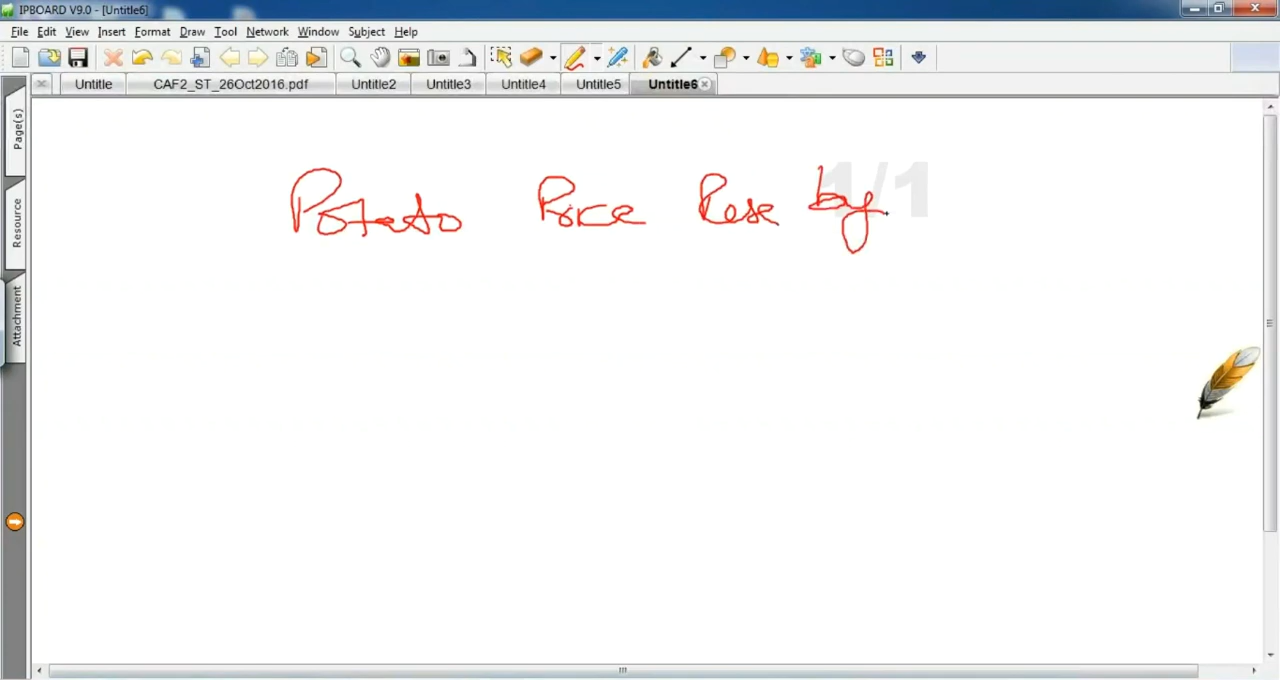 IPBOARD V9.0 - [Untitle6]
File Edit View Insert Format Draw Tool Network Window Subject Help
Untitle CAF2_ST_26Oct2016.pdf Untitle2 Untitle3 Untitle4 Untitle5 Untitle6
Page(s)
Resource
Attachment
1/1
Potato Price Rise by